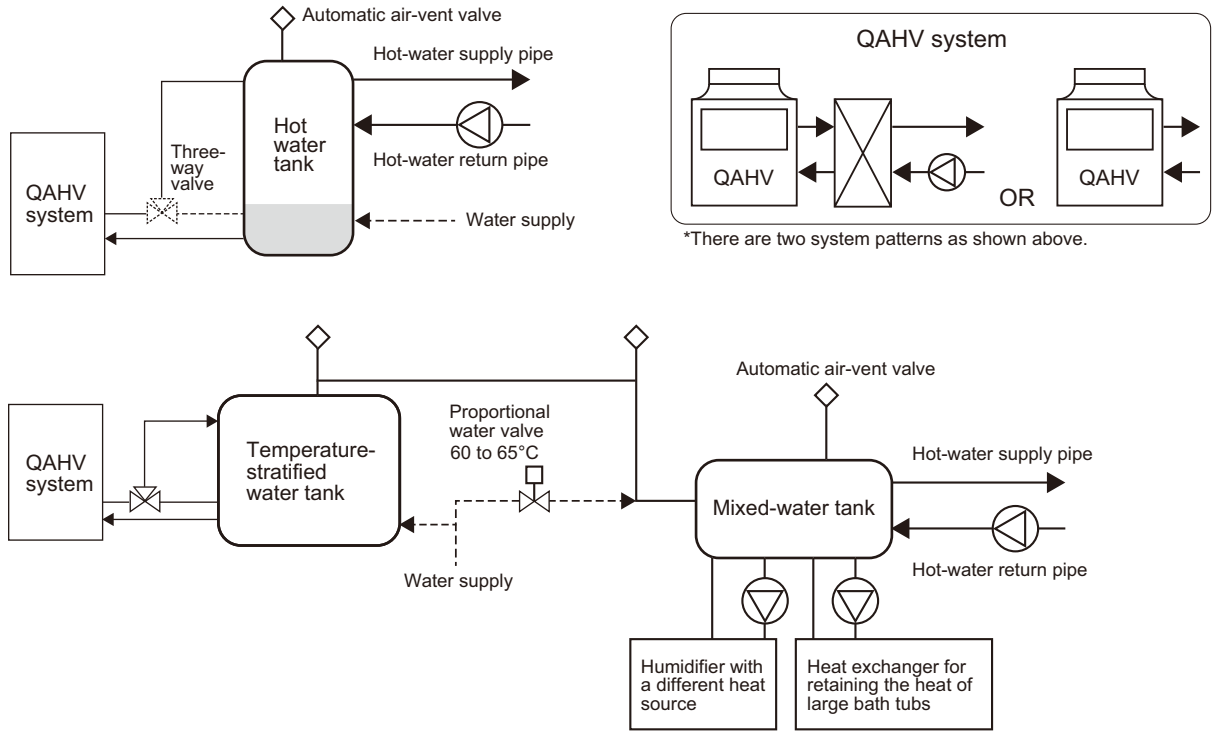 Automatic air-vent valve
Hot-water supply pipe
Hot
water
tank
Three-
way
valve
Hot-water return pipe
QAHV
system
Water supply
QAHV system
QAHV
QAHV
OR
*There are two system patterns as shown above.
Automatic air-vent valve
Proportional
water valve
60 to 65°C
QAHV
system
Temperature-
stratified
water tank
Hot-water supply pipe
Mixed-water tank
Water supply
Hot-water return pipe
Humidifier with
a different heat
source
Heat exchanger for
retaining the heat of
large bath tubs